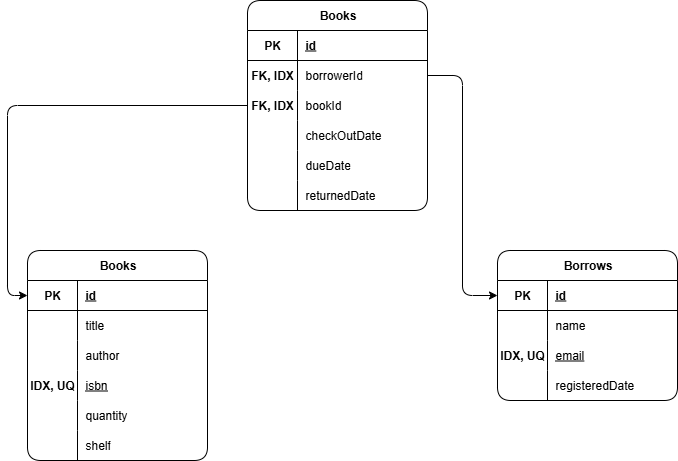 Books
PK id
FK, IDX borrowerId
FK, IDX bookId
checkOutDate
dueDate
returnedDate
Books
PK id
title
author
IDX, UQ isbn
quantity
shelf
Borrows
PK id
name
IDX, UQ email
registeredDate